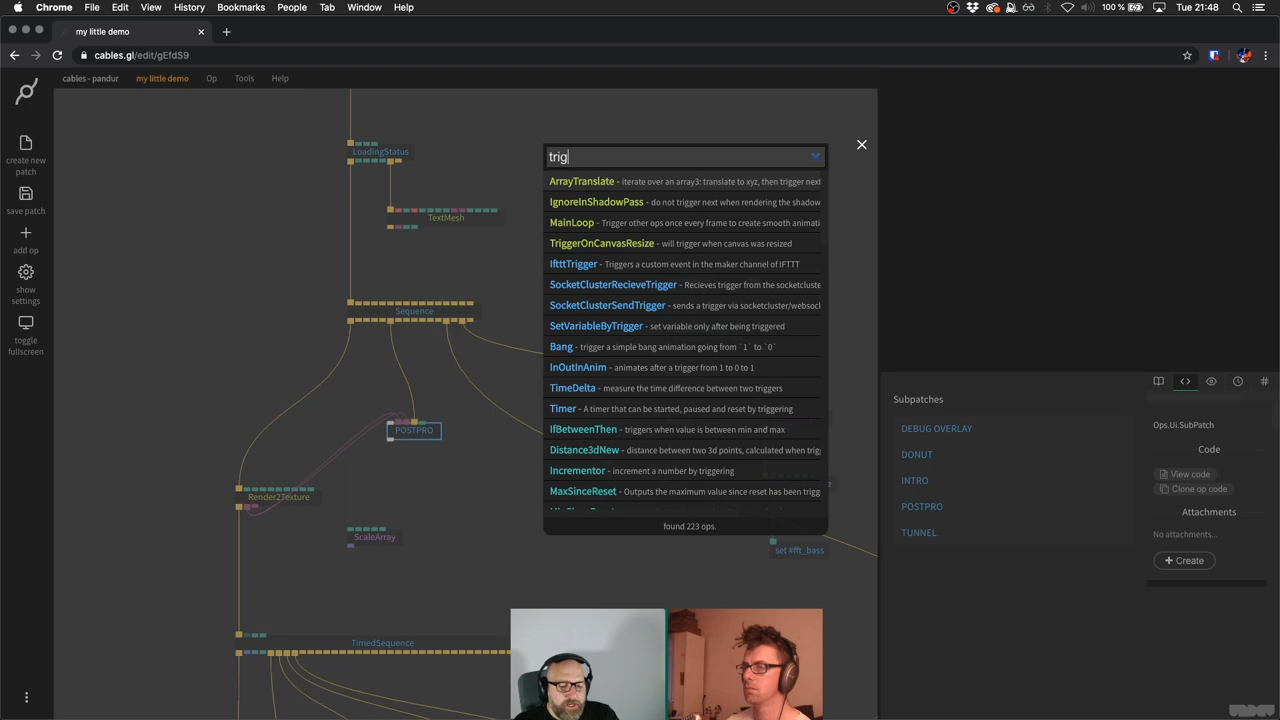 Chrome File Edit View History Bookmarks People Tab Window Help
100 % Tue 21:48
my little demo
cables.gl/edit/gEfdS9
cables - pandur my little demo Op Tools Help
create new
patch
save patch
add op
show
settings
toggle
fullscreen
LoadingStatus
TextMesh
Sequence
POSTPRO
Render2Texture
ScaleArray
TimedSequence
set #fft_bass
trig
ArrayTranslate - iterate over an array3: translate to xyz, then trigger next
IgnoreInShadowPass - do not trigger next when rendering the shadow
MainLoop - Trigger other ops once every frame to create smooth animati
TriggerOnCanvasResize - will trigger when canvas was resized
IftttTrigger - Triggers a custom event in the maker channel of IFTTT
SocketClusterRecieveTrigger - Recieves trigger from the socketcluste
SocketClusterSendTrigger - sends a trigger via socketcluster/websock
SetVariableByTrigger - set variable only after being triggered
Bang - trigger a simple bang animation going from `1` to `0`
InOutInAnim - animates after a trigger from 1 to 0 to 1
TimeDelta - measure the time difference between two triggers
Timer - A timer that can be started, paused and reset by triggering
IfBetweenThen - triggers when value is between min and max
Distance3dNew - distance between two 3d points, calculated when trig
Incrementor - increment a number by triggering
MaxSinceReset - Outputs the maximum value since reset has been trigg
found 223 ops.
Subpatches
DEBUG OVERLAY
DONUT
INTRO
POSTPRO
TUNNEL
Ops.Ui.SubPatch
Code
View code
Clone op code
Attachments
No attachments...
+ Create